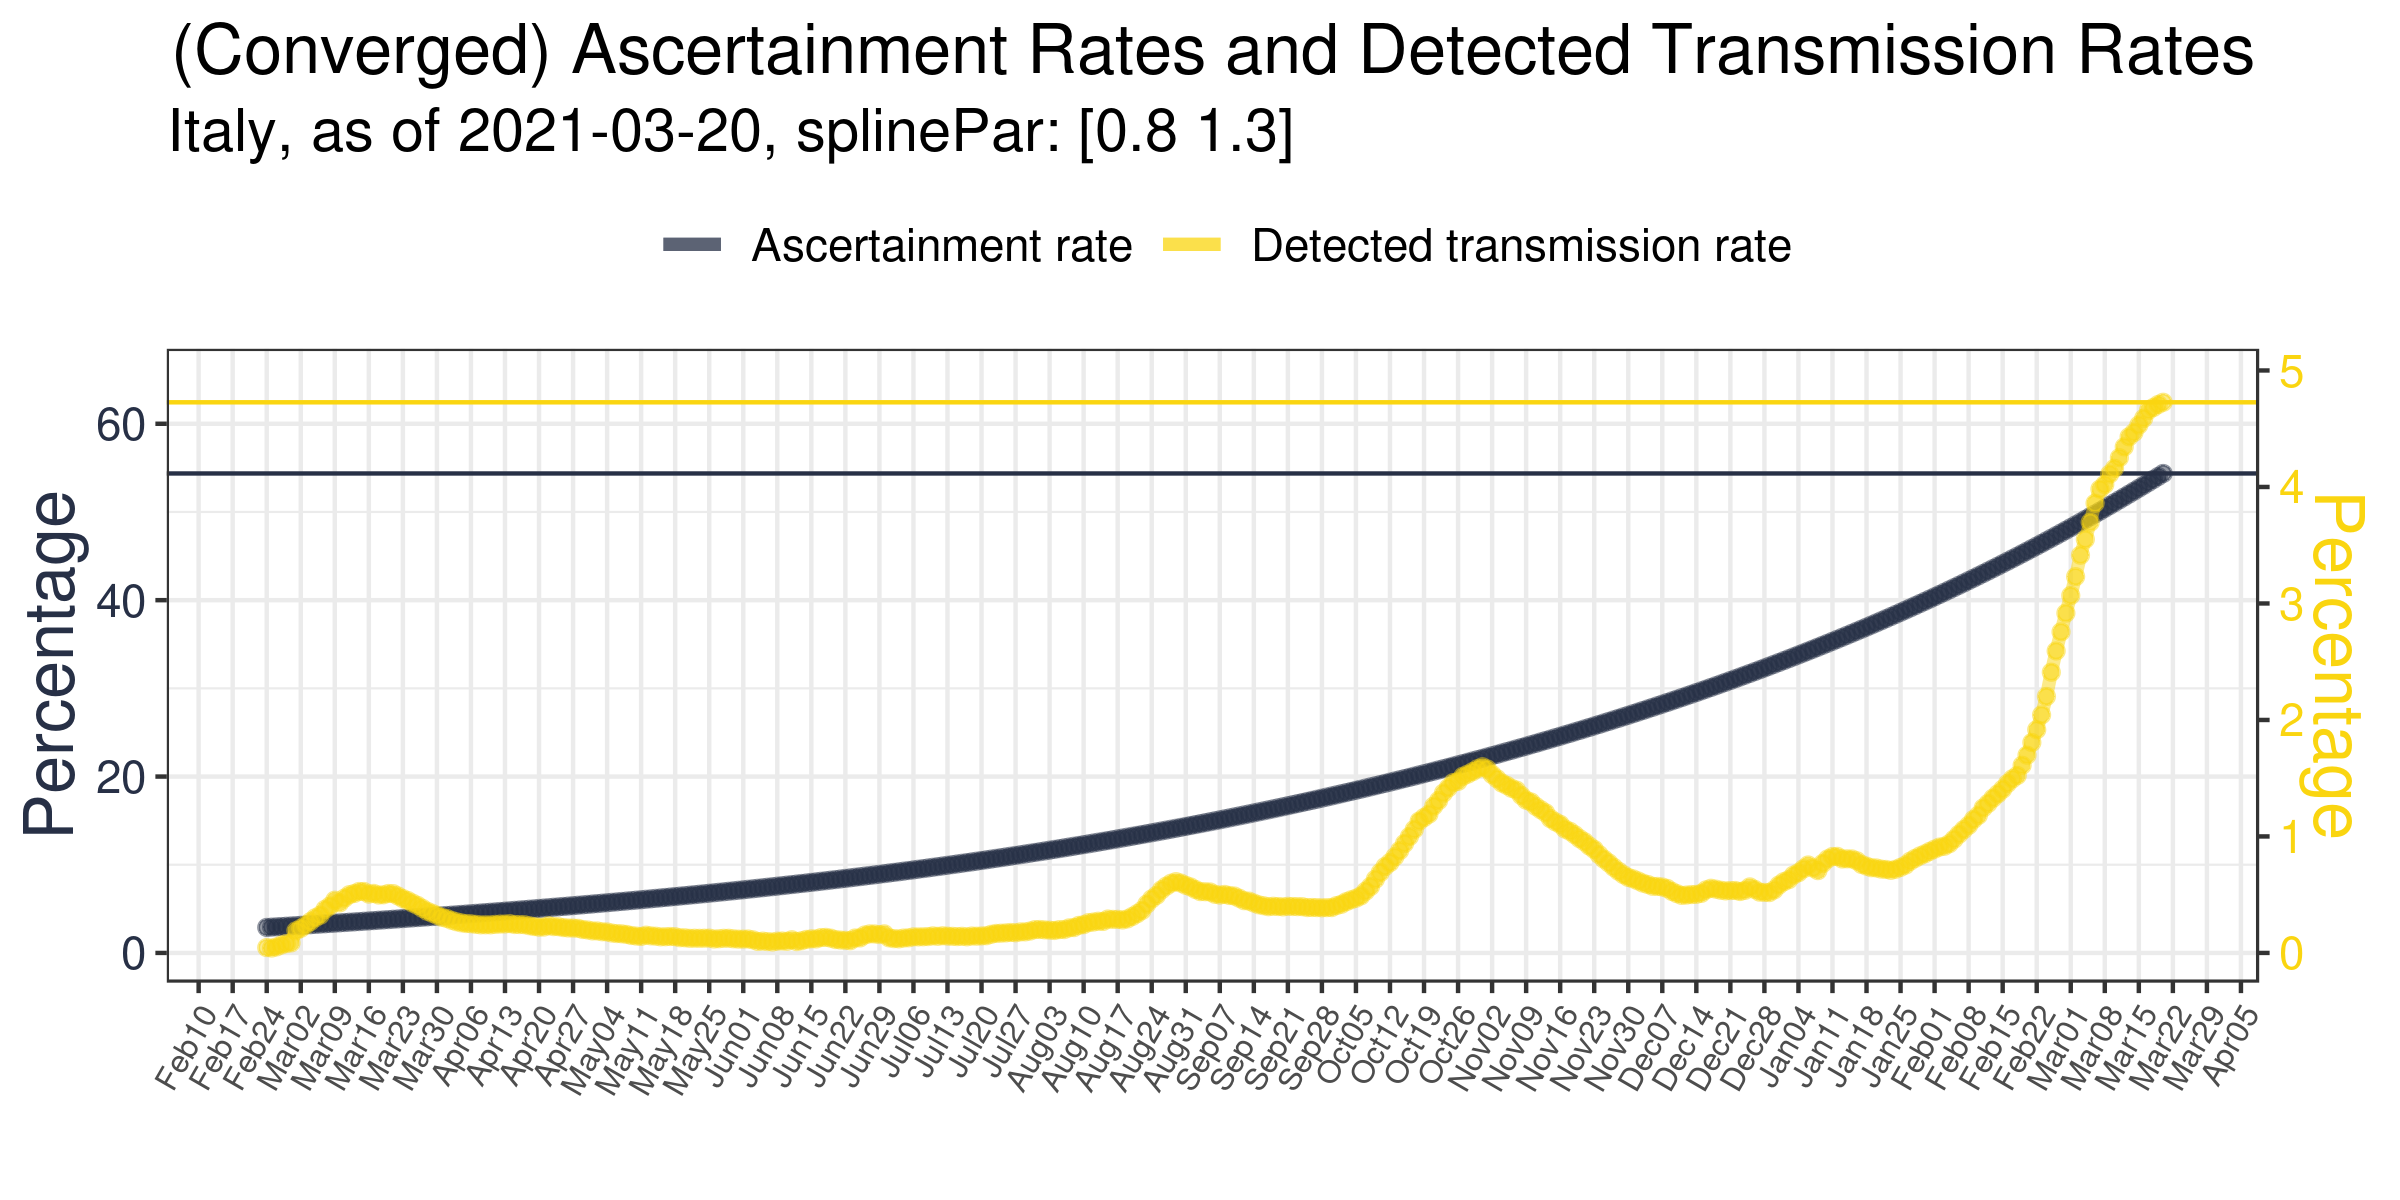 (Converged) Ascertainment Rates and Detected Transmission Rates
Italy, as of 2021-03-20, splinePar: [0.8 1.3]
Ascertainment rate
Detected transmission rate
Percentage
60
40
20
0
5
4
3
2
1
0
Percentage
Feb10
Feb17
Feb24
Mar02
Mar09
Mar16
Mar23
Mar30
Apr06
Apr13
Apr20
Apr27
May04
May11
May18
May25
Jun01
Jun08
Jun15
Jun22
Jun29
Jul06
Jul13
Jul20
Jul27
Aug03
Aug10
Aug17
Aug24
Aug31
Sep07
Sep14
Sep21
Sep28
Oct05
Oct12
Oct19
Oct26
Nov02
Nov09
Nov16
Nov23
Nov30
Dec07
Dec14
Dec21
Dec28
Jan04
Jan11
Jan18
Jan25
Feb01
Feb08
Feb15
Feb22
Mar01
Mar08
Mar15
Mar22
Mar29
Apr05